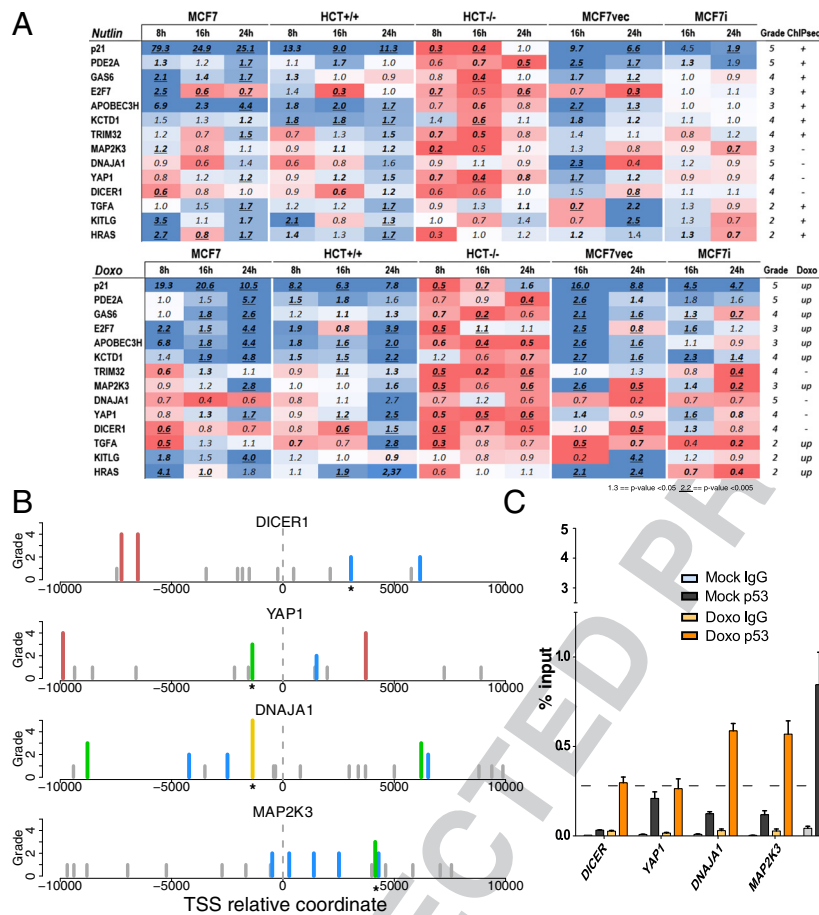 A
MCF7 HCT+/+ HCT-/- MCF7vec MCF7i
Nutlin 8h 16h 24h 8h 16h 24h 8h 16h 24h 16h 24h 16h 24h Grade ChIPseq
p21 79.3 24.9 25.1 13.3 9.0 11.3 0.3 0.4 1.0 9.7 6.6 4.5 1.9 5 +
PDE2A 1.3 1.2 1.7 1.1 1.7 1.0 0.6 0.7 0.5 2.5 1.7 1.3 1.9 5 +
GAS6 2.1 1.4 1.7 1.3 1.0 0.9 0.8 0.4 1.0 1.7 1.2 1.0 0.9 4 +
E2F7 2.5 0.6 0.7 1.4 0.3 1.0 0.7 0.5 0.6 0.7 0.3 1.0 0.9 3 +
APOBEC3H 6.9 2.3 4.4 1.8 2.0 1.7 0.7 0.6 0.8 2.7 1.3 1.0 0.9 3 +
KCTD1 1.5 1.3 1.2 1.8 1.8 1.7 1.4 0.6 1.1 1.8 1.2 1.0 1.1 4 +
TRIM32 1.2 0.7 1.5 0.7 1.3 1.5 0.7 0.5 0.8 1.1 1.1 0.8 1.2 4 +
MAP2K3 1.2 0.8 1.1 0.9 1.1 1.2 0.2 0.5 1.0 1.3 0.8 0.9 0.7 3 -
DNAJA1 0.9 0.6 1.4 0.6 0.8 1.6 0.9 1.1 0.9 2.3 0.4 1.1 0.8 5 -
YAP1 0.8 1.2 1.2 0.9 1.2 1.5 0.7 0.4 0.8 1.7 1.2 0.9 0.9 4 -
DICER1 0.6 0.8 1.0 0.9 0.6 1.2 0.6 0.6 1.0 1.5 0.8 1.1 1.1 4 -
TGFA 1.0 1.5 1.7 1.2 1.5 1.7 0.9 1.3 1.1 0.7 2.2 1.5 0.8 2 +
KITLG 3.5 1.1 1.7 2.1 0.8 1.3 1.0 0.7 1.4 0.7 2.5 1.3 0.7 2 +
HRAS 2.7 0.8 1.7 1.4 1.3 1.7 0.3 1.0 1.2 1.2 1.4 1.3 0.7 2 +
MCF7 HCT+/+ HCT-/- MCF7vec MCF7i
Doxo 8h 16h 24h 8h 16h 24h 8h 16h 24h 16h 24h 16h 24h Grade Doxo
p21 19.3 20.6 10.5 8.2 6.3 7.8 0.5 0.7 1.6 16.0 8.8 4.5 4.7 5 up
PDE2A 1.0 1.5 5.7 1.5 1.8 1.6 0.7 0.9 0.4 2.6 1.4 1.8 1.6 5 up
GAS6 1.0 1.8 2.6 1.2 1.1 1.3 0.7 0.2 0.6 2.1 1.6 1.3 0.7 4 up
E2F7 2.2 1.5 4.4 1.9 0.8 3.9 0.5 1.1 1.1 2.5 0.8 1.6 1.2 3 up
APOBEC3H 6.8 1.8 4.4 1.8 1.6 2.0 0.6 0.4 0.5 2.6 1.6 1.1 0.9 3 up
KCTD1 1.4 1.9 4.8 1.5 1.5 2.2 1.2 0.6 0.7 2.7 1.6 2.3 1.4 4 up
TRIM32 0.6 1.3 1.1 0.9 1.1 1.3 0.5 0.2 0.6 1.0 1.3 0.8 0.4 4 -
MAP2K3 0.9 1.2 2.8 1.0 1.0 1.6 0.5 0.6 0.6 2.6 0.5 1.4 0.2 3 up
DNAJA1 0.7 0.4 0.6 0.8 1.1 2.7 0.7 1.2 0.6 0.7 0.2 0.7 0.7 5 -
YAP1 0.8 1.3 1.7 0.9 1.2 2.5 0.5 0.5 0.6 1.4 0.9 1.6 0.8 4 -
DICER1 0.6 0.8 0.7 0.8 0.6 1.5 0.5 0.7 0.5 1.0 0.5 1.3 0.8 4 -
TGFA 0.5 1.3 1.1 0.7 0.7 2.8 0.3 0.8 0.7 0.5 0.7 0.4 0.2 2 up
KITLG 1.8 1.5 4.0 1.2 1.0 0.9 1.0 0.8 0.9 0.2 4.2 1.2 0.9 2 up
HRAS 4.1 1.0 1.8 1.1 1.9 2,37 0.6 1.0 1.1 2.1 2.4 0.7 0.4 2 up
1.3 == p-value <0.05 2.2 == p-value <0.005
B
DICER1
Grade
0 2 4
-10000 -5000 0 5000 10000
*
YAP1
Grade
0 2 4
-10000 -5000 0 5000 10000
*
DNAJA1
Grade
0 2 4
-10000 -5000 0 5000 10000
*
MAP2K3
Grade
0 2 4
-10000 -5000 0 5000 10000
*
TSS relative coordinate
C
5
4
3
1.0
0.5
0.0
% input
Mock IgG
Mock p53
Doxo IgG
Doxo p53
DICER YAP1 DNAJA1 MAP2K3
ECTED PR